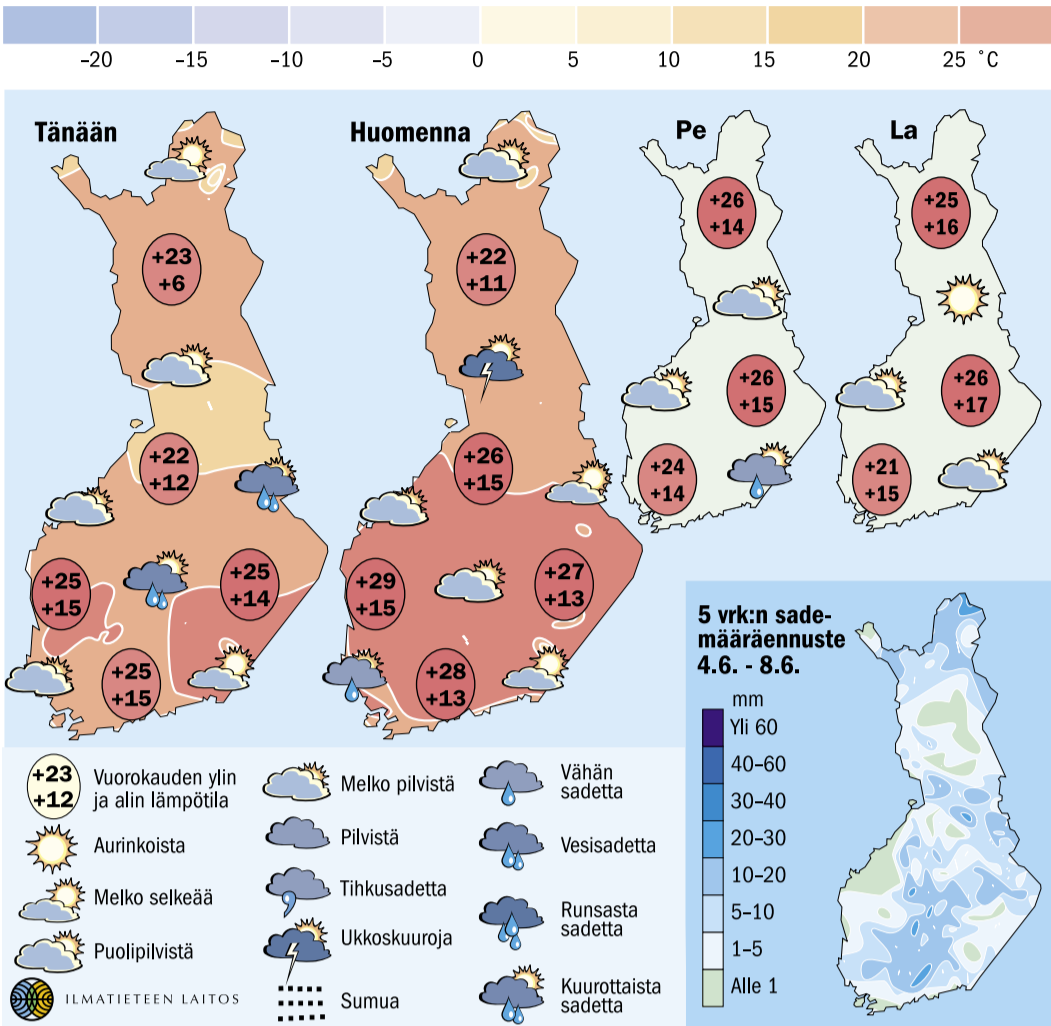 −20 −15 −10 −5 0 5 10 15 20 25 °C
Tänään
+23
+6
+22
+12
+25
+15
+25
+14
+25
+15
Huomenna
+22
+11
+26
+15
+29
+15
+27
+13
+28
+13
Pe
+26
+14
+26
+15
+24
+14
La
+25
+16
+26
+17
+21
+15
+23
+12
Vuorokauden ylin
ja alin lämpötila
Aurinkoista
Melko selkeää
Puolipilvistä
ILMATIETEEN LAITOS
Melko pilvistä
Pilvistä
Tihkusadetta
Ukkoskuuroja
Sumua
Vähän
sadetta
Vesisadetta
Runsasta
sadetta
Kuurottaista
sadetta
5 vrk:n sade-
määräennuste
4.6. - 8.6.
mm
Yli 60
40–60
30–40
20–30
10–20
5–10
1–5
Alle 1